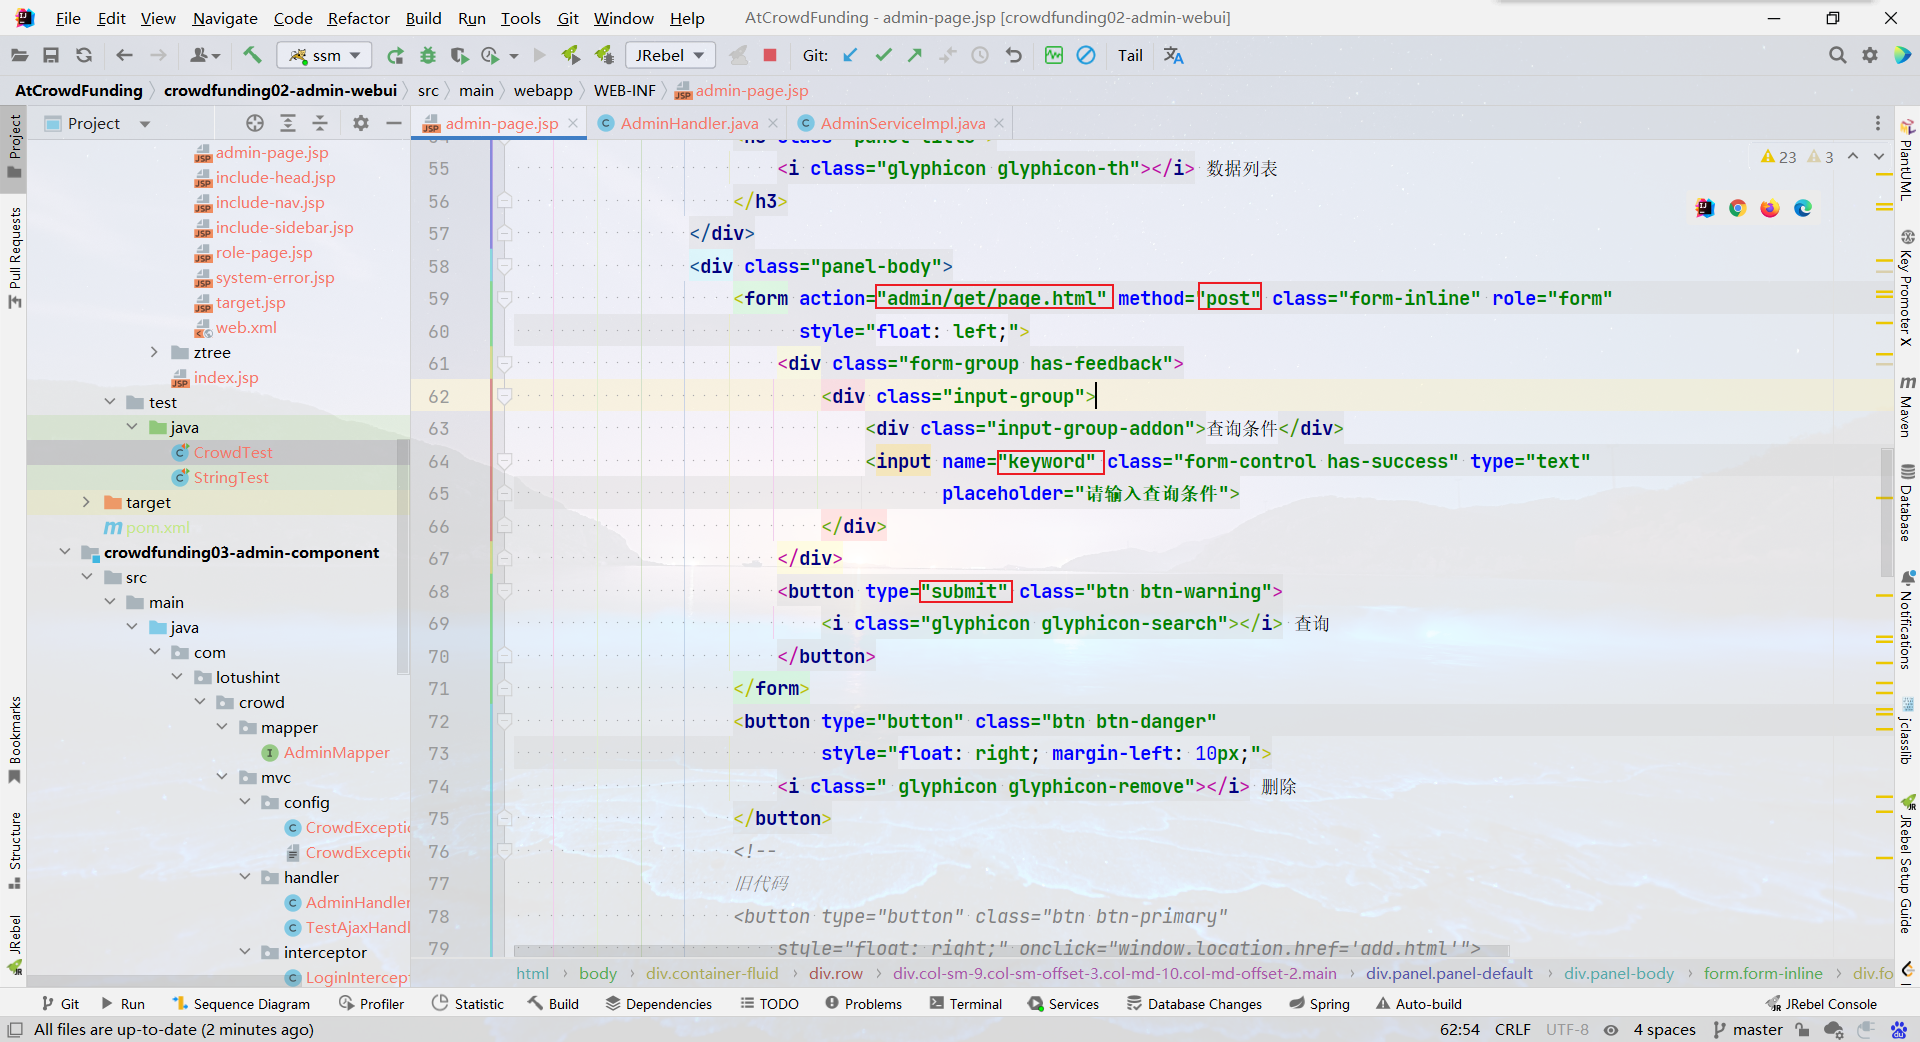 File Edit View Navigate Code Refactor Build Run Tools Git Window Help AtCrowdFunding - admin-page.jsp [crowdfunding02-admin-webui]
ssm JRebel Git: Tail
AtCrowdFunding crowdfunding02-admin-webui src main webapp WEB-INF admin-page.jsp
Project
admin-page.jsp AdminHandler.java AdminServiceImpl.java
admin-page.jsp
include-head.jsp
include-nav.jsp
include-sidebar.jsp
role-page.jsp
system-error.jsp
target.jsp
web.xml
ztree
index.jsp
test
java
CrowdTest
StringTest
target
pom.xml
crowdfunding03-admin-component
src
main
java
com
lotushint
crowd
mapper
AdminMapper
mvc
config
CrowdExceptic
CrowdExceptic
handler
AdminHandler
TestAjaxHandl
interceptor
LoginIntercept
23 3
55 <i class="glyphicon glyphicon-th"></i> 数据列表
56 </h3>
57 </div>
58 <div class="panel-body">
59 <form action="admin/get/page.html" method="post" class="form-inline" role="form"
60 style="float: left;">
61 <div class="form-group has-feedback">
62 <div class="input-group">
63 <div class="input-group-addon">查询条件</div>
64 <input name="keyword" class="form-control has-success" type="text"
65 placeholder="请输入查询条件">
66 </div>
67 </div>
68 <button type="submit" class="btn btn-warning">
69 <i class="glyphicon glyphicon-search"></i> 查询
70 </button>
71 </form>
72 <button type="button" class="btn btn-danger"
73 style="float: right; margin-left: 10px;">
74 <i class=" glyphicon glyphicon-remove"></i> 删除
75 </button>
76 <!--
77 旧代码
78 <button type="button" class="btn btn-primary"
79 style="float: right;" onclick="window.location.href='add.html'">
html body div.container-fluid div.row div.col-sm-9.col-sm-offset-3.col-md-10.col-md-offset-2.main div.panel.panel-default div.panel-body form.form-inline div.fo
Project
Pull Requests
Bookmarks
Structure
JRebel
PlantUML
Key Promoter X
Maven
Database
Notifications
jclasslib
JRebel Setup Guide
Git Run Sequence Diagram Profiler Statistic Build Dependencies TODO Problems Terminal Services Database Changes Spring Auto-build JRebel Console
All files are up-to-date (2 minutes ago) 62:54 CRLF UTF-8 4 spaces master